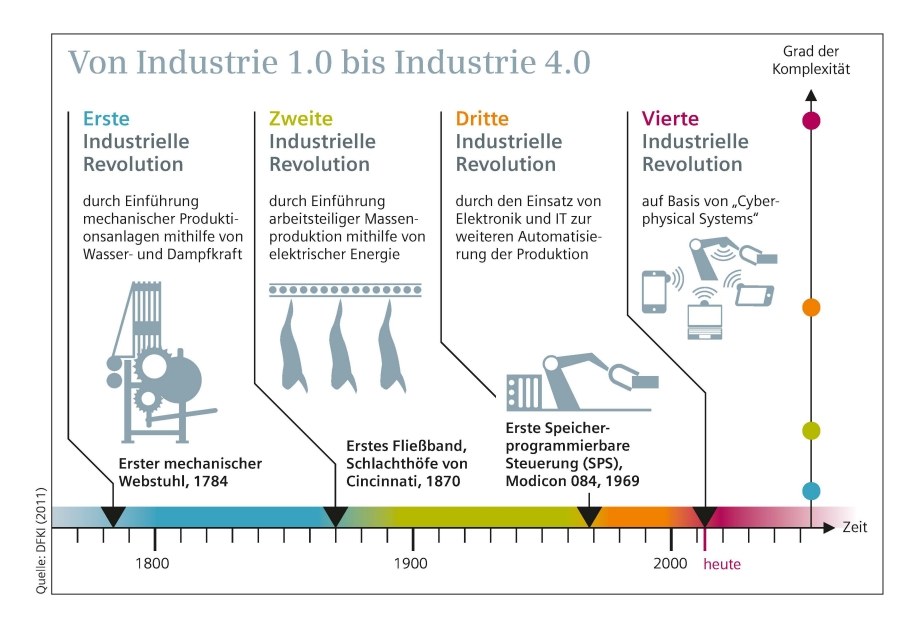 Von Industrie 1.0 bis Industrie 4.0
Grad der
Komplexität
Erste
Industrielle
Revolution
durch Einführung
mechanischer Produkti-
onsanlagen mithilfe von
Wasser- und Dampfkraft
Zweite
Industrielle
Revolution
durch Einführung
arbeitsteiliger Massen-
produktion mithilfe von
elektrischer Energie
Dritte
Industrielle
Revolution
durch den Einsatz von
Elektronik und IT zur
weiteren Automatisie-
rung der Produktion
Vierte
Industrielle
Revolution
auf Basis von „Cyber-
physical Systems“
Erster mechanischer
Webstuhl, 1784
Erstes Fließband,
Schlachthöfe von
Cincinnati, 1870
Erste Speicher-
programmierbare
Steuerung (SPS),
Modicon 084, 1969
Zeit
1800
1900
2000
heute
Quelle: DFKI (2011)